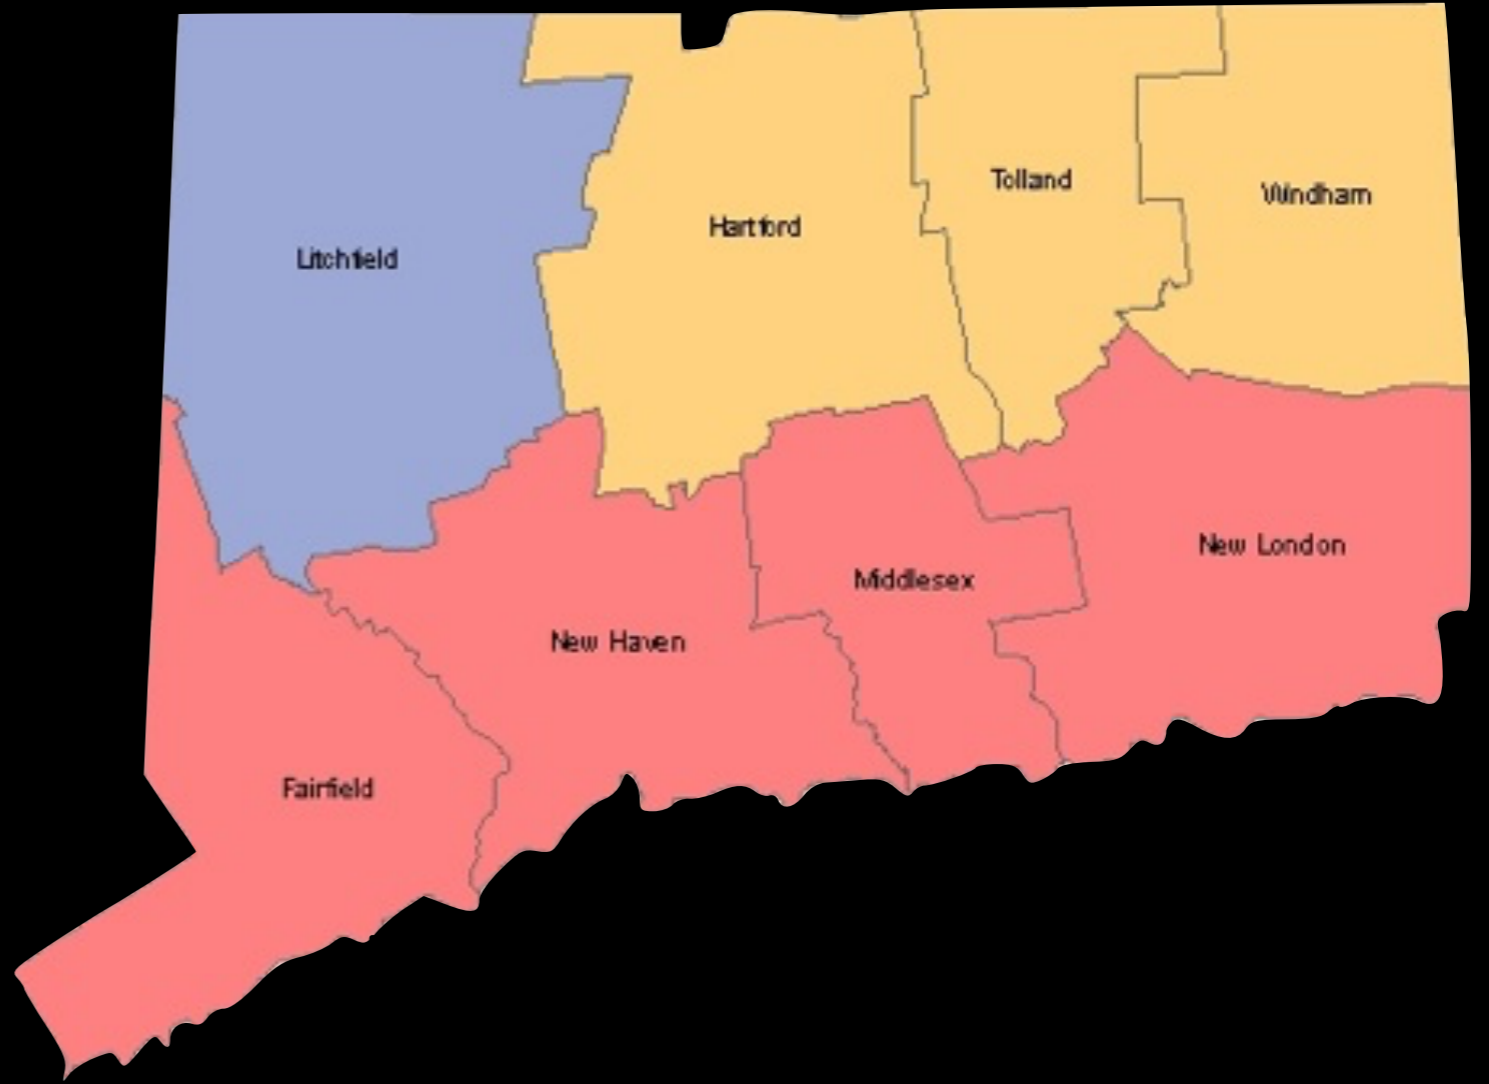 Tolland
Windham
Hartford
Litchfield
New London
Middlesex
New Haven
Fairfield